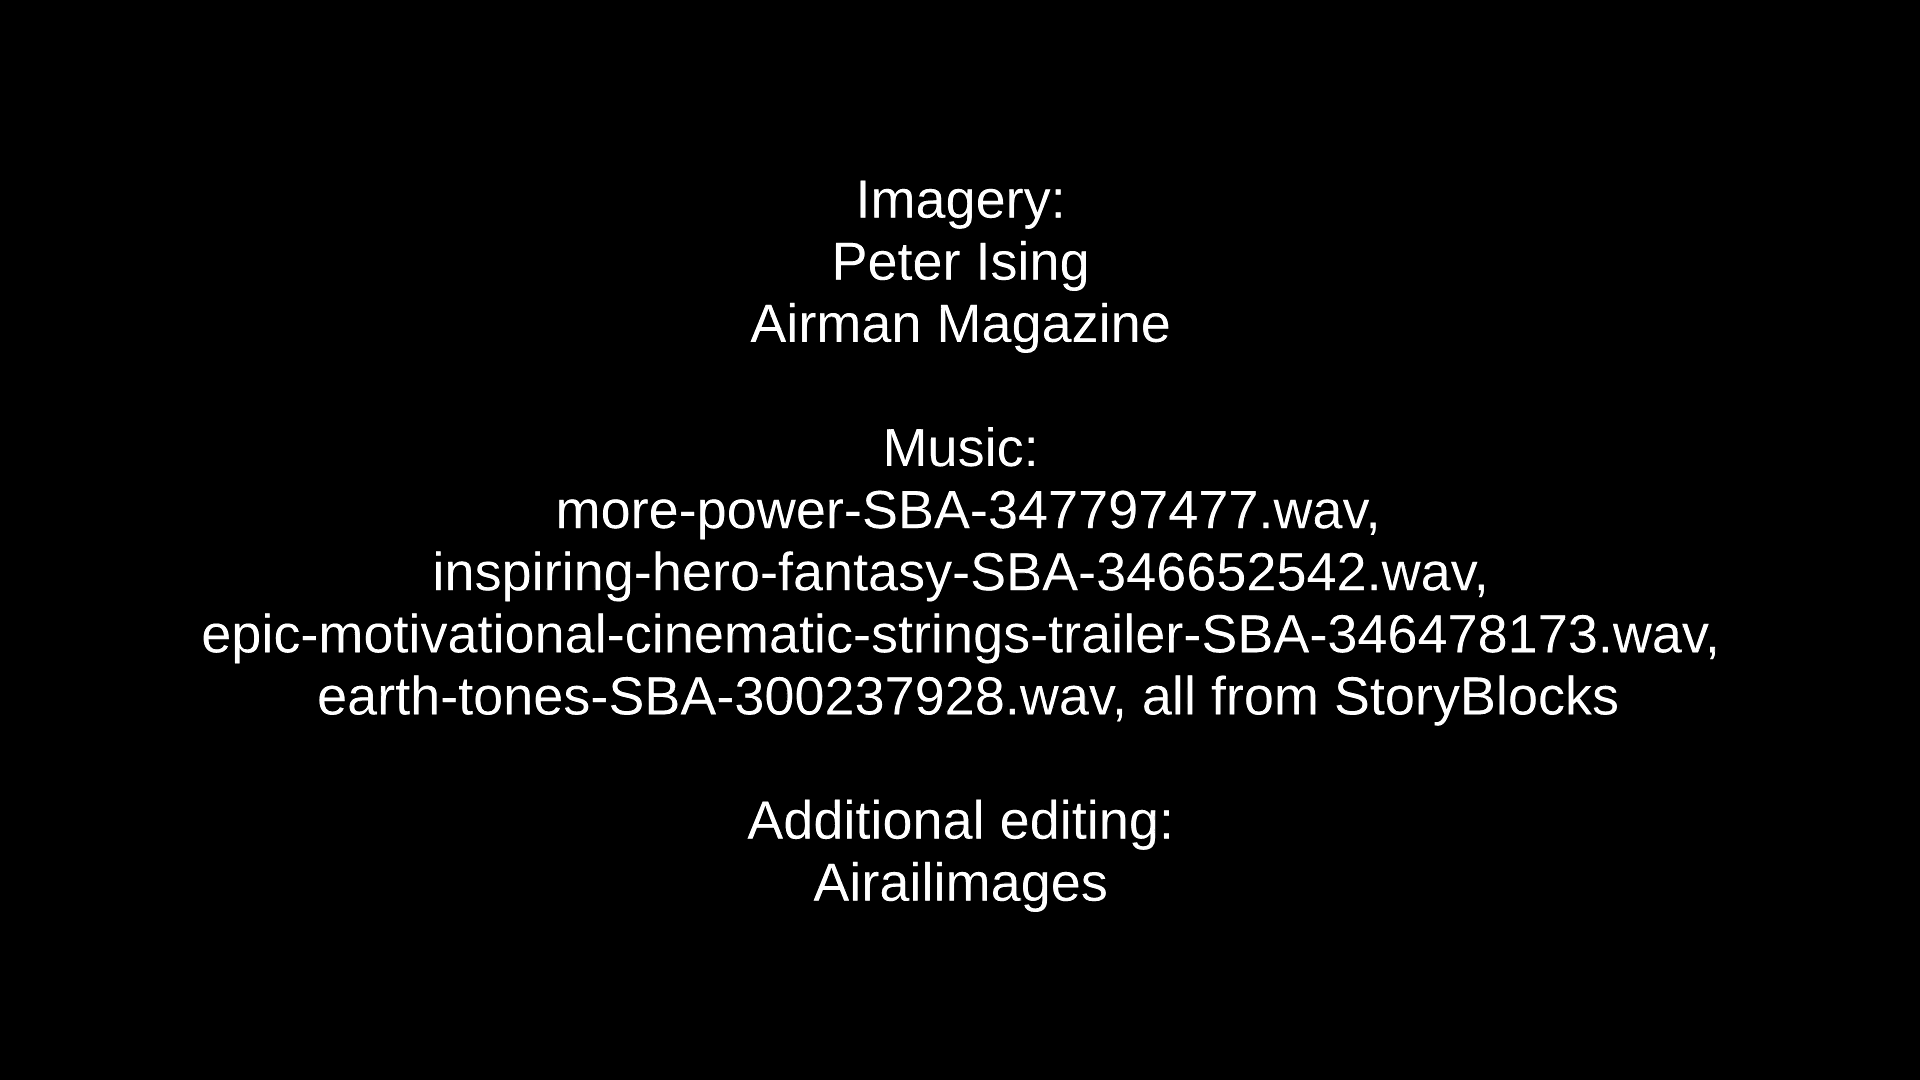 Imagery:
Peter Ising
Airman Magazine
Music:
more-power-SBA-347797477.wav,
inspiring-hero-fantasy-SBA-346652542.wav,
epic-motivational-cinematic-strings-trailer-SBA-346478173.wav,
earth-tones-SBA-300237928.wav, all from StoryBlocks
Additional editing:
Airailimages